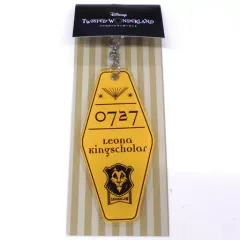 Disney
Twisted-Wonderland
0727
Leona
Kingscholar